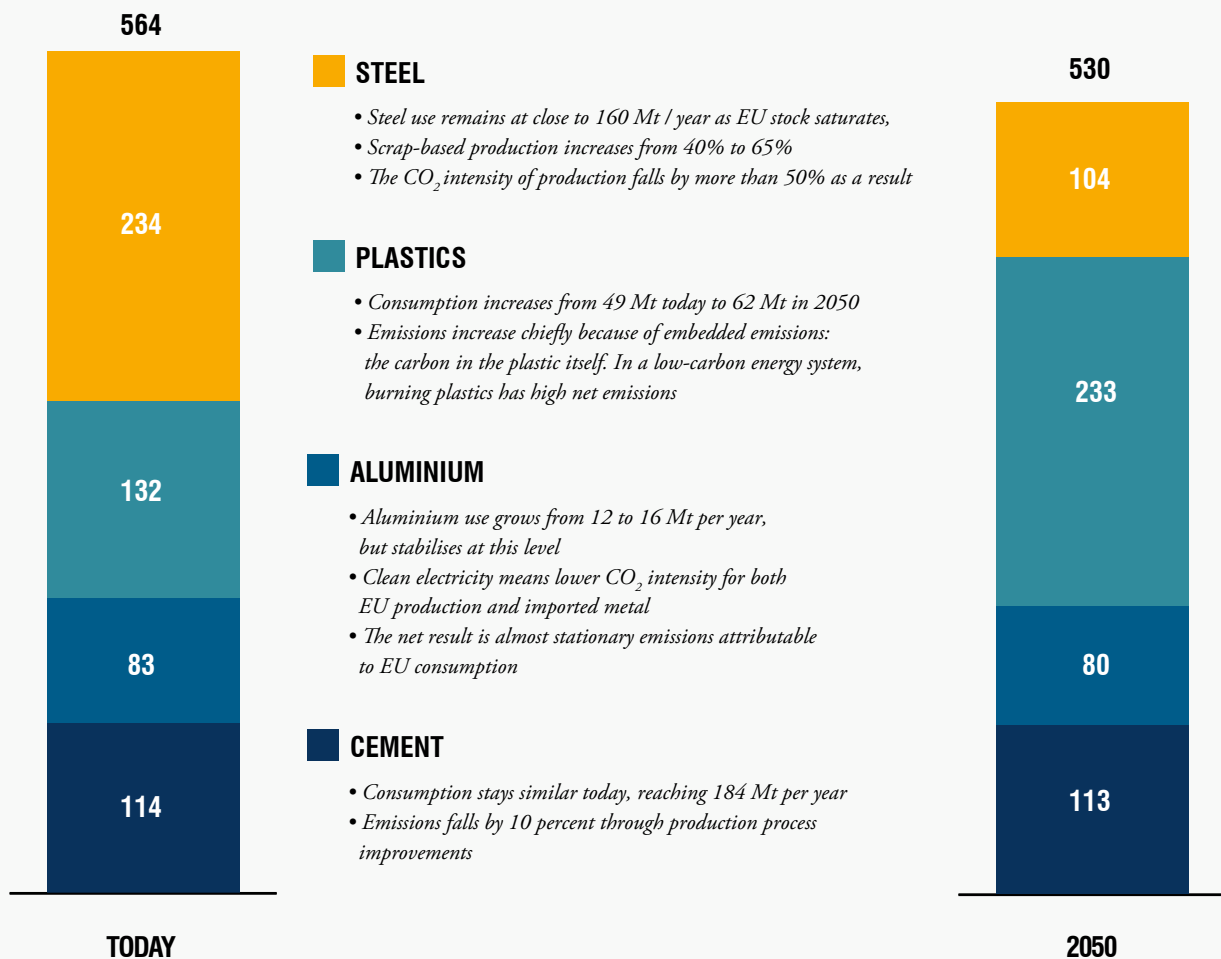 564
234
132
83
114
TODAY
STEEL
• Steel use remains at close to 160 Mt / year as EU stock saturates,
• Scrap-based production increases from 40% to 65%
• The CO₂ intensity of production falls by more than 50% as a result
PLASTICS
• Consumption increases from 49 Mt today to 62 Mt in 2050
• Emissions increase chiefly because of embedded emissions:
the carbon in the plastic itself. In a low-carbon energy system,
burning plastics has high net emissions
ALUMINIUM
• Aluminium use grows from 12 to 16 Mt per year,
but stabilises at this level
• Clean electricity means lower CO₂ intensity for both
EU production and imported metal
• The net result is almost stationary emissions attributable
to EU consumption
CEMENT
• Consumption stays similar today, reaching 184 Mt per year
• Emissions falls by 10 percent through production process
improvements
530
104
233
80
113
2050